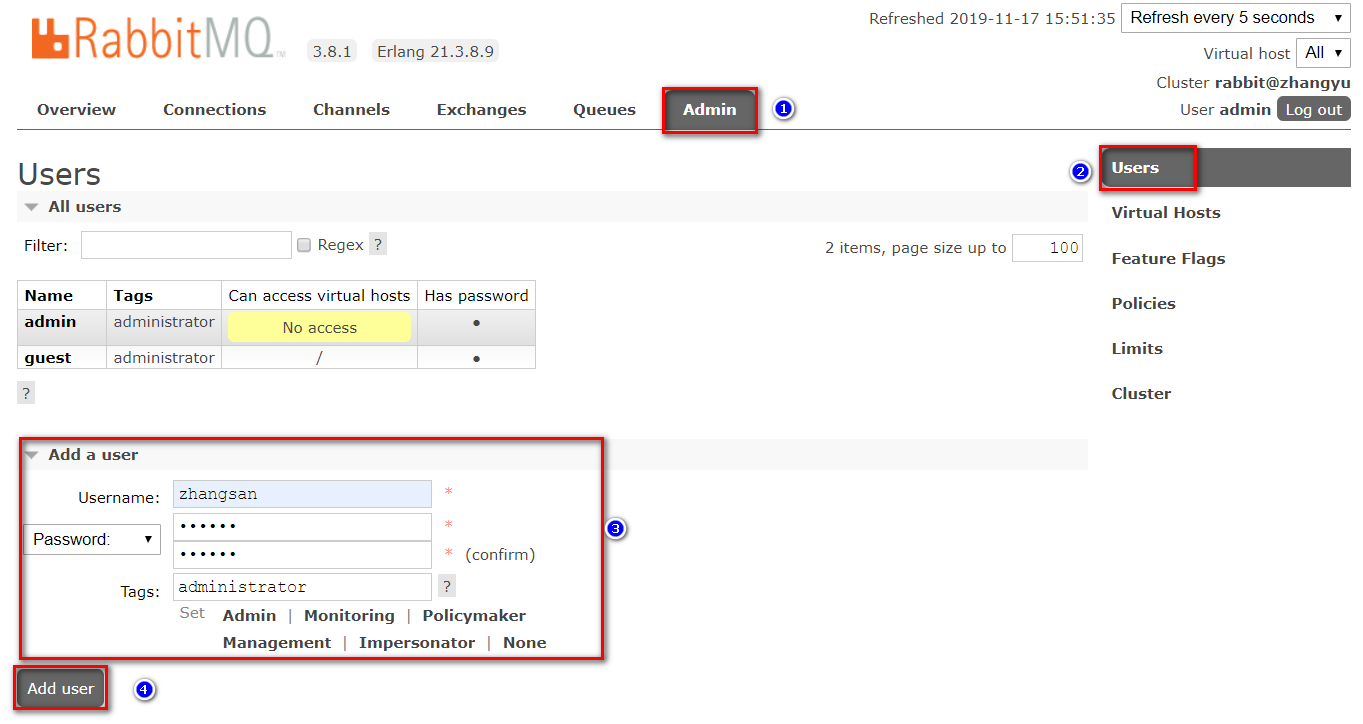 RabbitMQ TM 3.8.1 Erlang 21.3.8.9
Refreshed 2019-11-17 15:51:35 Refresh every 5 seconds
Virtual host All
Cluster rabbit@zhangyu
User admin Log out
Overview Connections Channels Exchanges Queues Admin 1
Users
All users
Filter: Regex ? 2 items, page size up to 100
Name Tags Can access virtual hosts Has password
admin administrator No access •
guest administrator / •
?
Add a user
Username: zhangsan *
Password: •••••• *
•••••• * (confirm)
Tags: administrator ?
Set Admin | Monitoring | Policymaker
Management | Impersonator | None
3
Add user 4
2 Users
Virtual Hosts
Feature Flags
Policies
Limits
Cluster